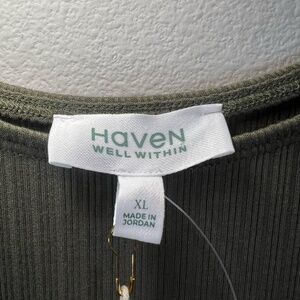 Haven
WELL WITHIN
XL
MADE IN
JORDAN